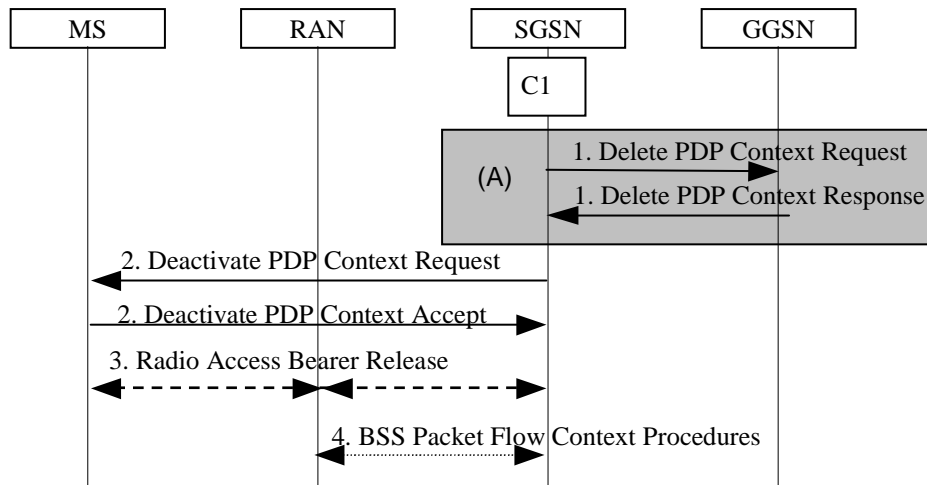 MS
RAN
SGSN
GGSN
C1
(A)
1. Delete PDP Context Request
1. Delete PDP Context Response
2. Deactivate PDP Context Request
2. Deactivate PDP Context Accept
3. Radio Access Bearer Release
4. BSS Packet Flow Context Procedures